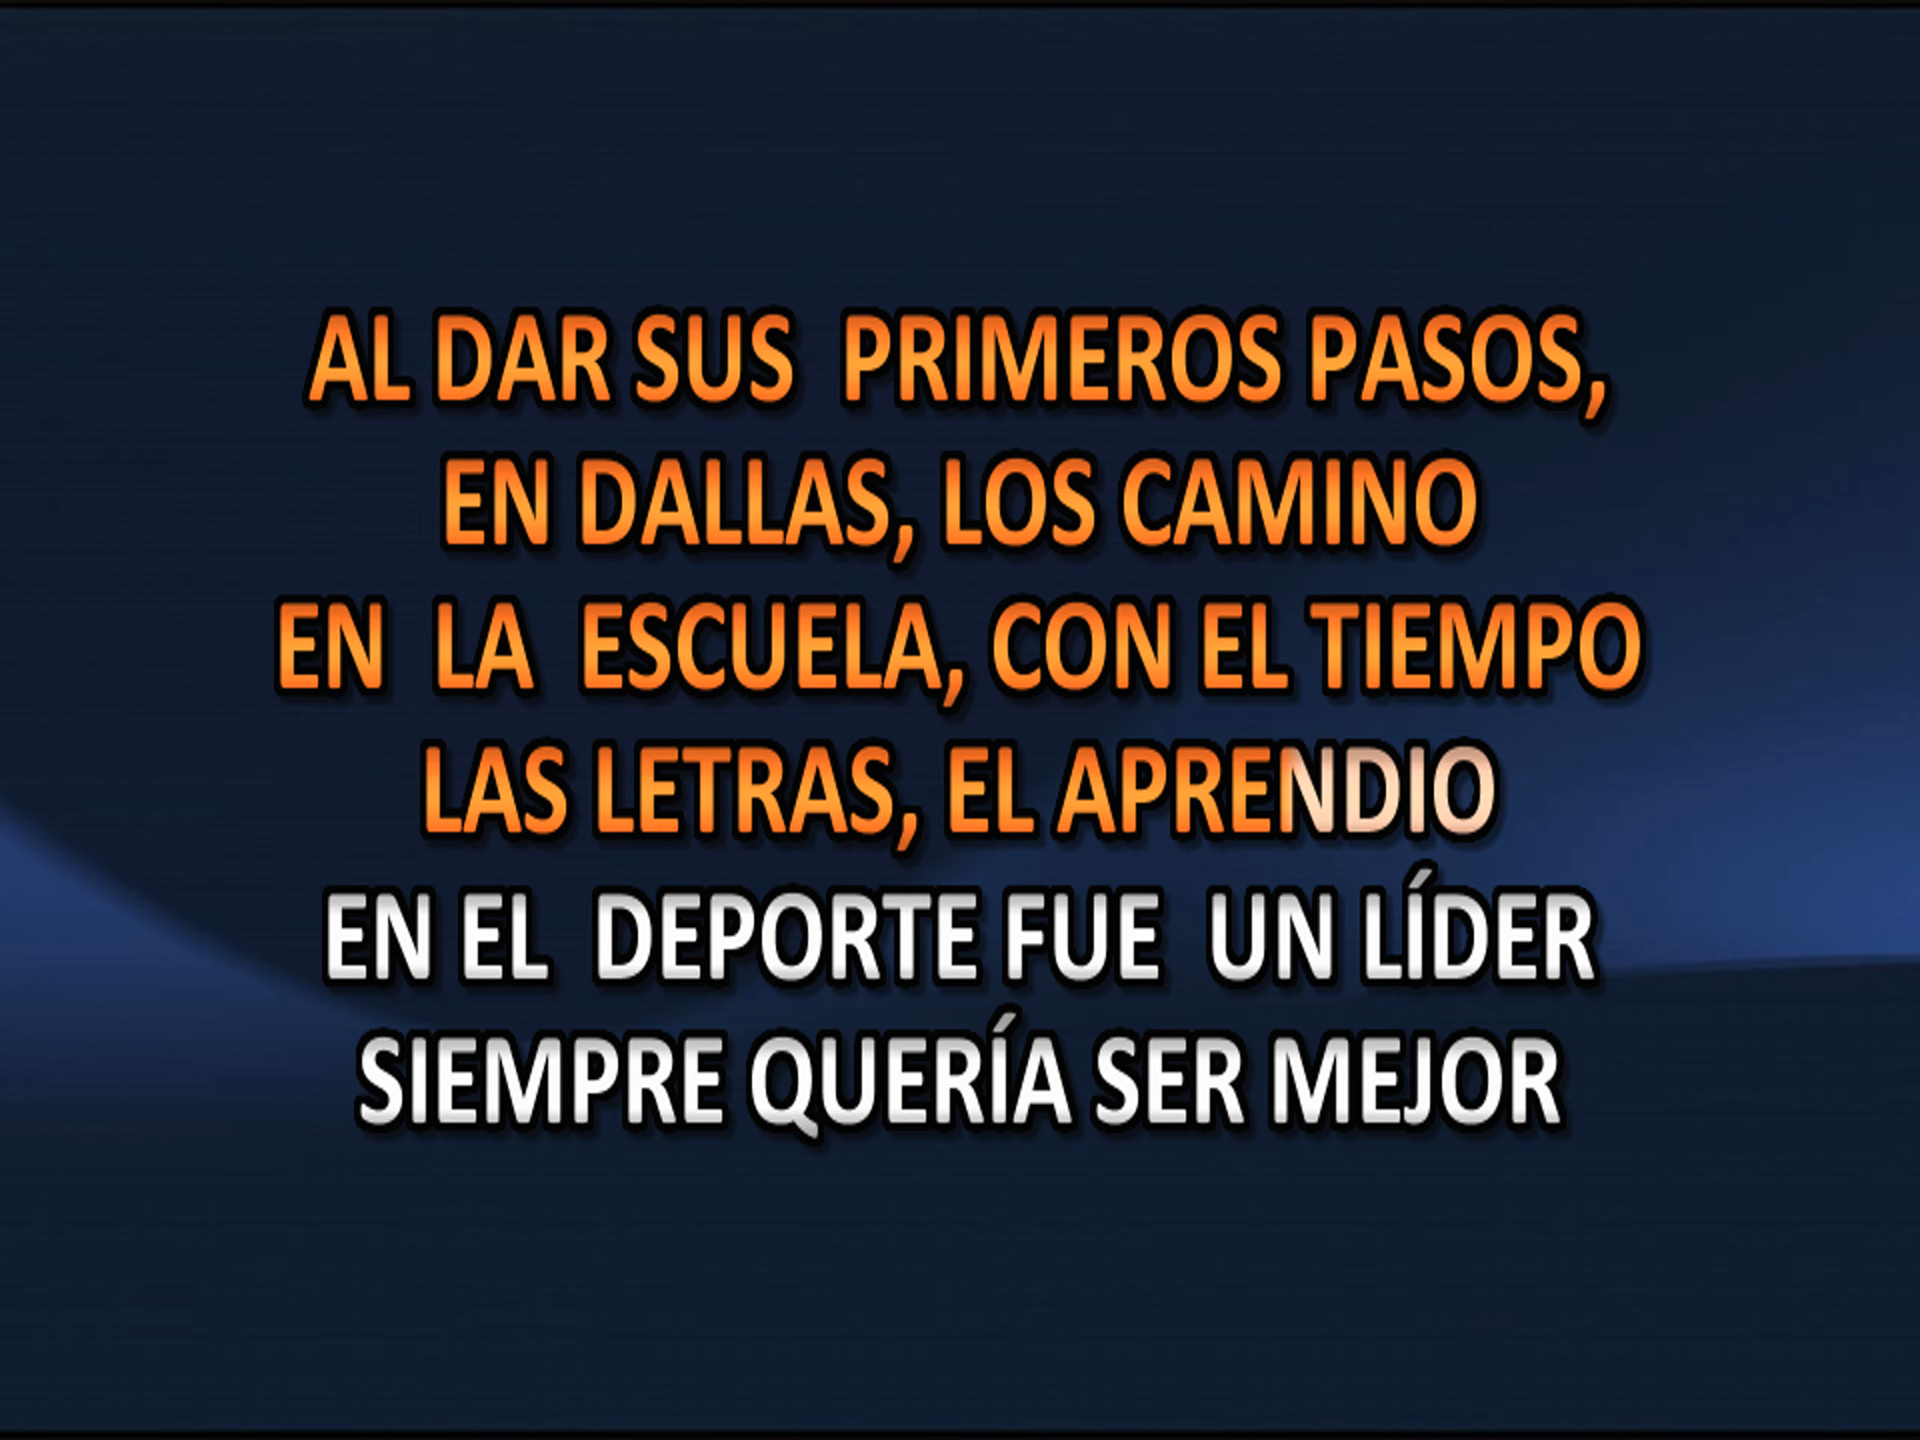 AL DAR SUS PRIMEROS PASOS,
EN DALLAS, LOS CAMINO
EN LA ESCUELA, CON EL TIEMPO
LAS LETRAS, EL APRENDIO
EN EL DEPORTE FUE UN LÍDER
SIEMPRE QUERÍA SER MEJOR